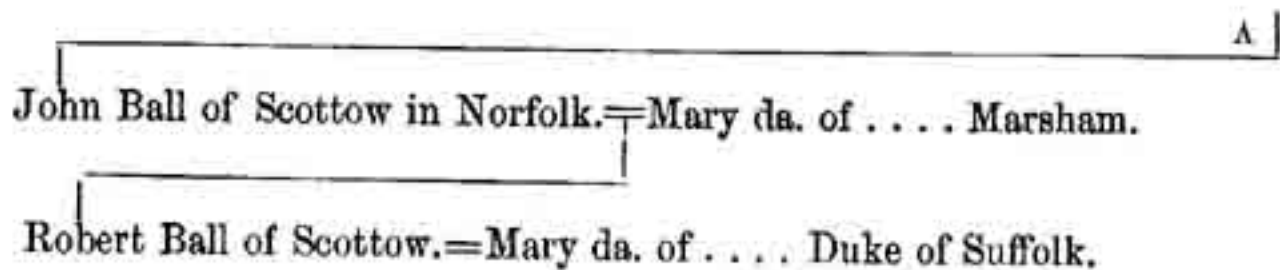 A
John Ball of Scottow in Norfolk.=Mary da. of . . . . Marsham.
Robert Ball of Scottow.=Mary da. of . . . . Duke of Suffolk.